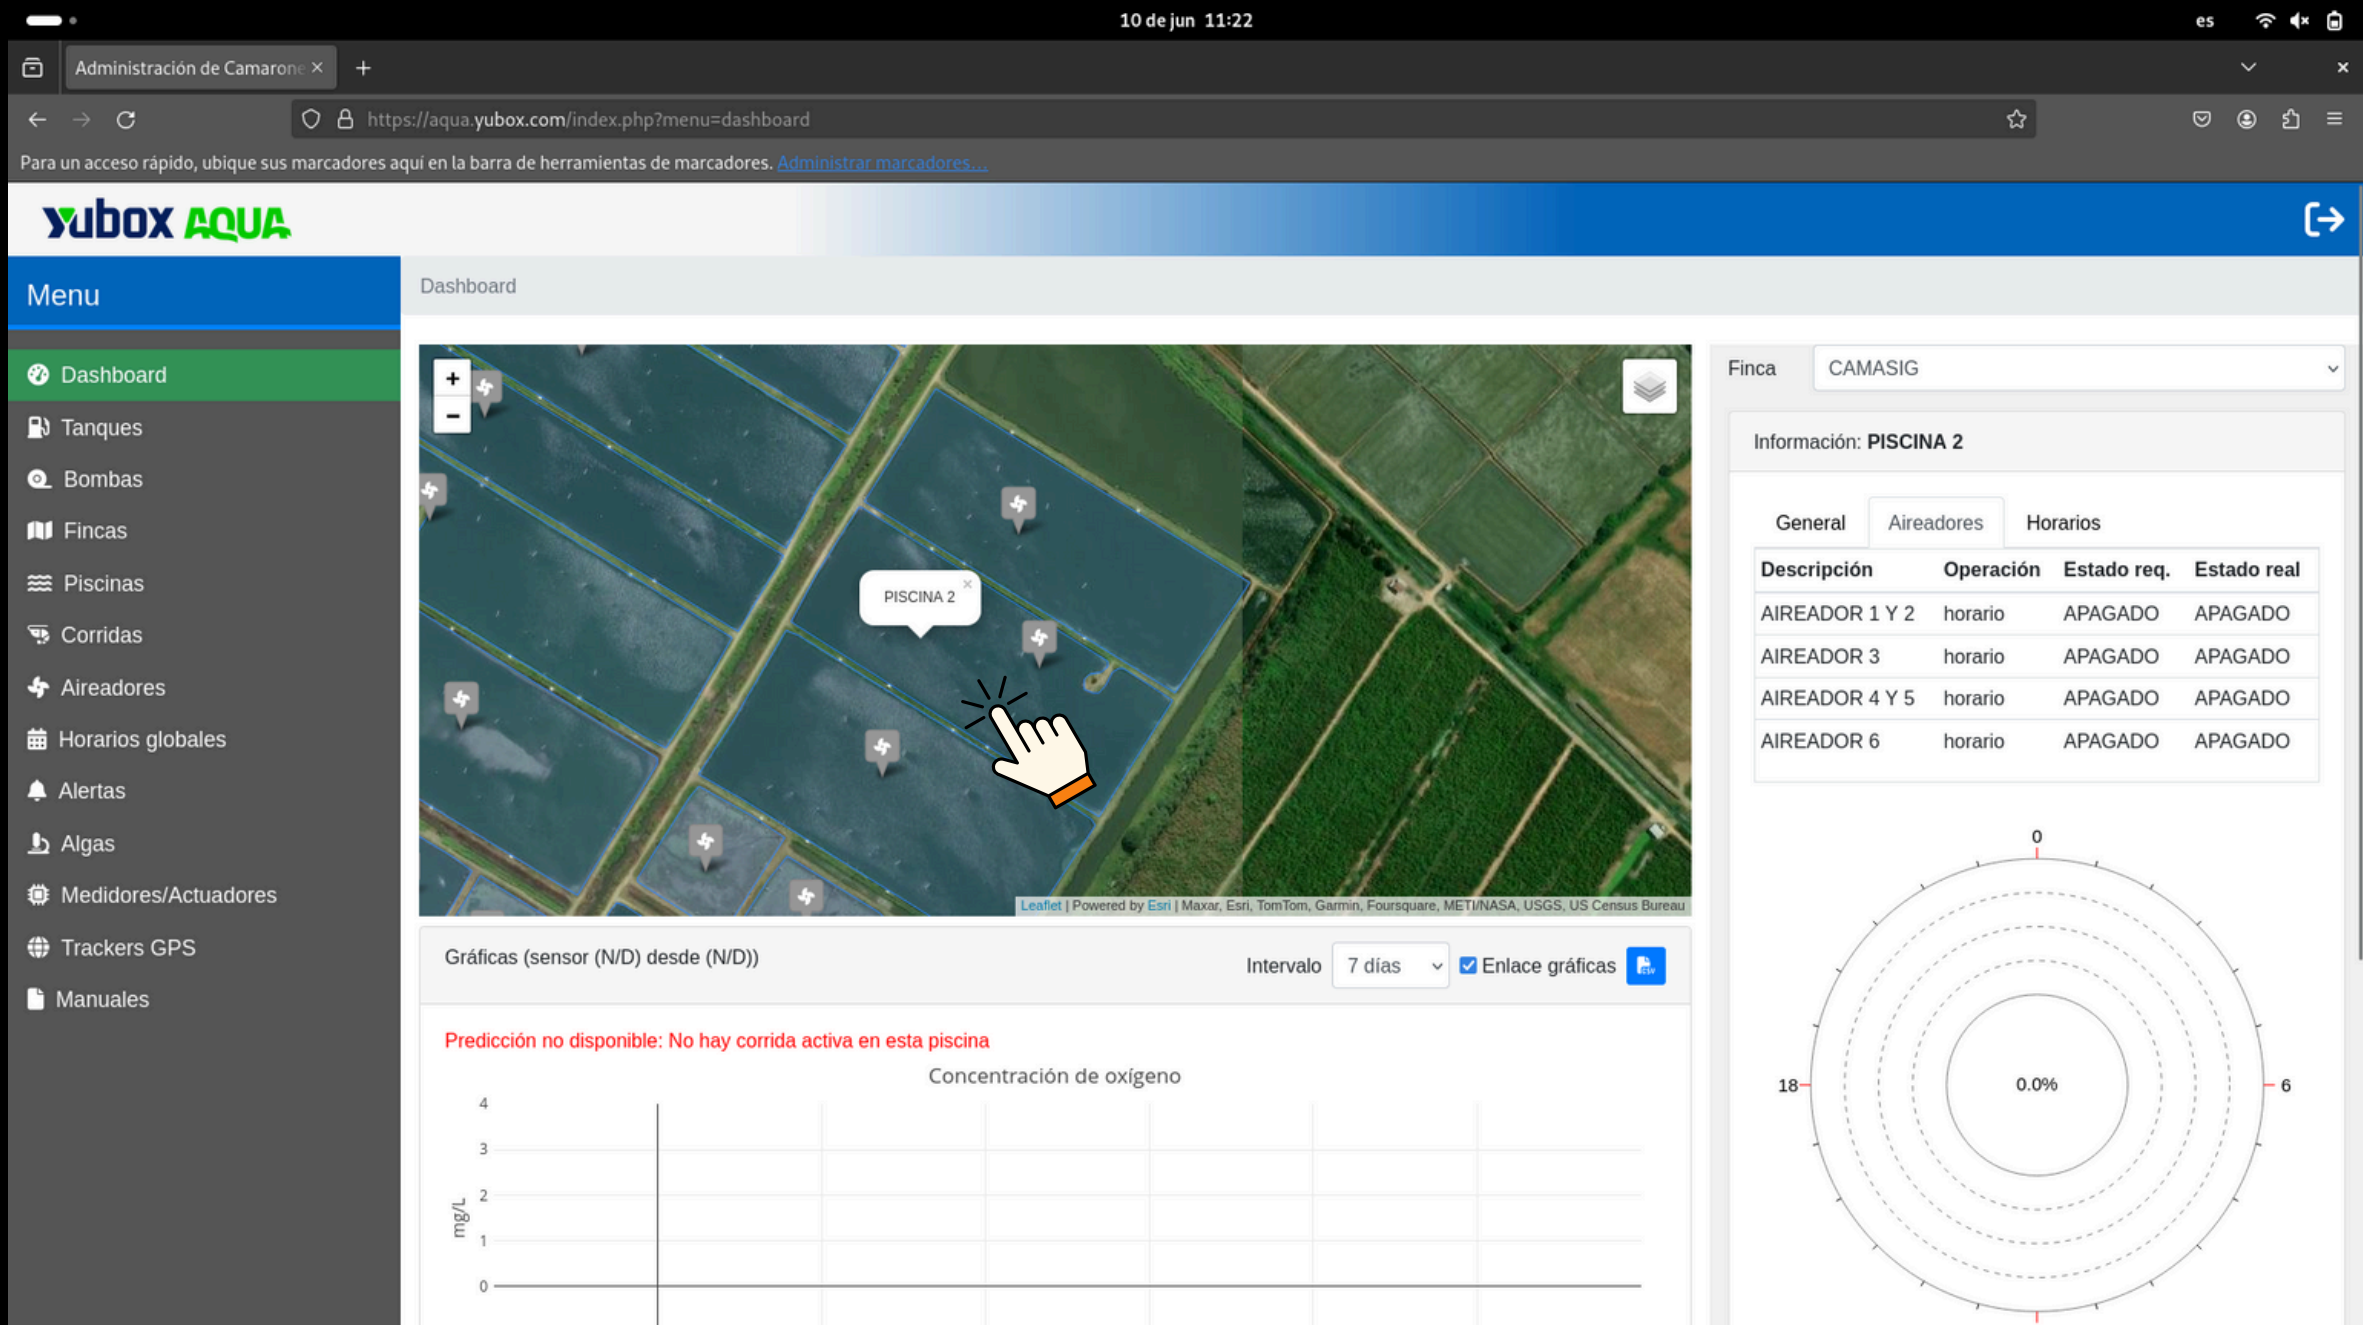 10 de jun 11:22
es
Administración de Camarone
https://aqua.yubox.com/index.php?menu=dashboard
Para un acceso rápido, ubique sus marcadores aquí en la barra de herramientas de marcadores. Administrar marcadores...
yubox AQUA
Menu
Dashboard
Tanques
Bombas
Fincas
Piscinas
Corridas
Aireadores
Horarios globales
Alertas
Algas
Medidores/Actuadores
Trackers GPS
Manuales
Dashboard
+
−
PISCINA 2 ×
Leaflet | Powered by Esri | Maxar, Esri, TomTom, Garmin, Foursquare, METI/NASA, USGS, US Census Bureau
Gráficas (sensor (N/D) desde (N/D))
Intervalo 7 días Enlace gráficas CSV
Predicción no disponible: No hay corrida activa en esta piscina
Concentración de oxígeno
4
3
2
1
0
mg/L
Finca CAMASIG
Información: PISCINA 2
General Aireadores Horarios
Descripción Operación Estado req. Estado real
AIREADOR 1 Y 2 horario APAGADO APAGADO
AIREADOR 3 horario APAGADO APAGADO
AIREADOR 4 Y 5 horario APAGADO APAGADO
AIREADOR 6 horario APAGADO APAGADO
0
18
0.0%
6